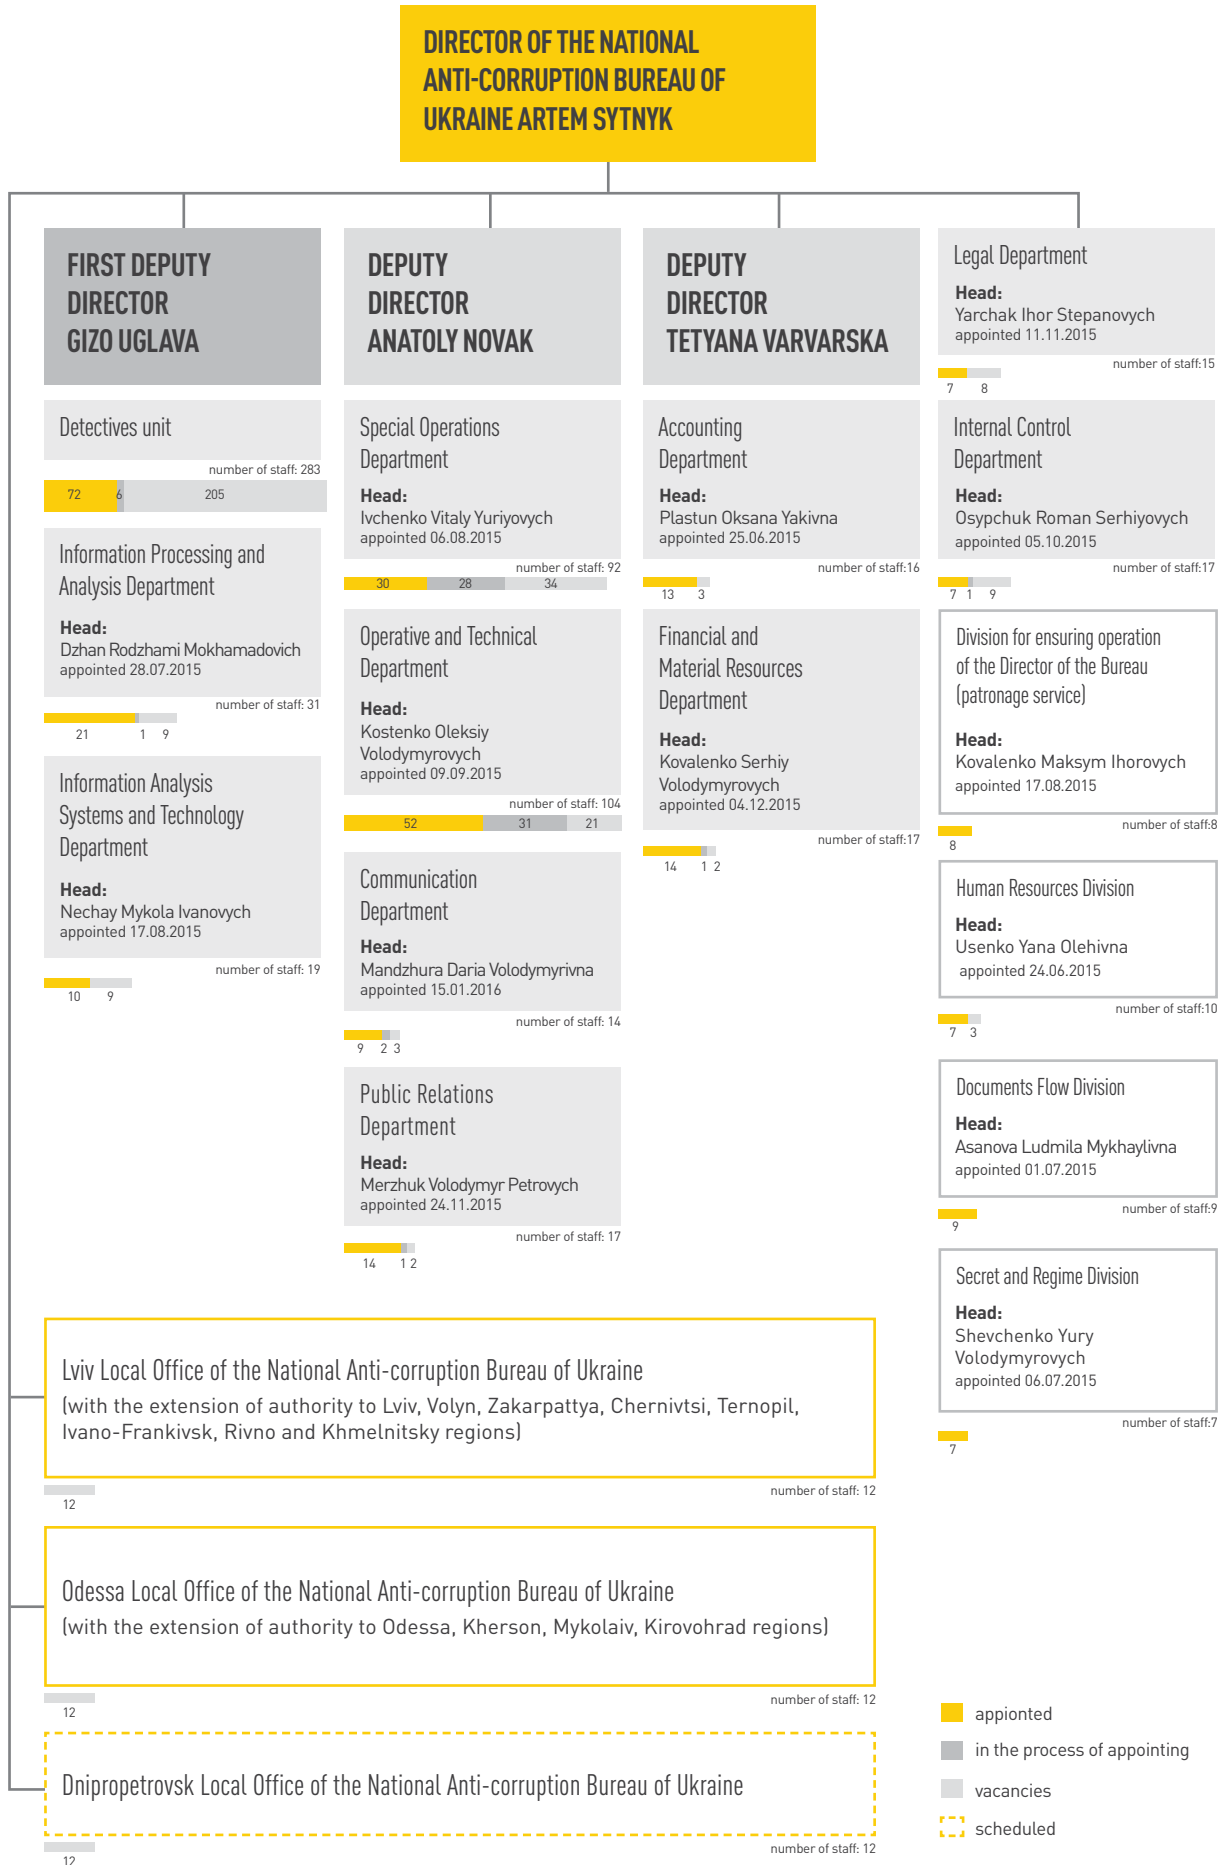 DIRECTOR OF THE NATIONAL
ANTI-CORRUPTION BUREAU OF
UKRAINE ARTEM SYTNYK
FIRST DEPUTY
DIRECTOR
GIZO UGLAVA
Detectives unit
number of staff: 283
72 6 205
Information Processing and
Analysis Department
Head:
Dzhan Rodzhami Mokhamadovich
appointed 28.07.2015
number of staff: 31
21 1 9
Information Analysis
Systems and Technology
Department
Head:
Nechay Mykola Ivanovych
appointed 17.08.2015
number of staff: 19
10 9
DEPUTY
DIRECTOR
ANATOLY NOVAK
Special Operations
Department
Head:
Ivchenko Vitaly Yuriyovych
appointed 06.08.2015
number of staff: 92
30 28 34
Operative and Technical
Department
Head:
Kostenko Oleksiy
Volodymyrovych
appointed 09.09.2015
number of staff: 104
52 31 21
Communication
Department
Head:
Mandzhura Daria Volodymyrivna
appointed 15.01.2016
number of staff: 14
9 2 3
Public Relations
Department
Head:
Merzhuk Volodymyr Petrovych
appointed 24.11.2015
number of staff: 17
14 1 2
DEPUTY
DIRECTOR
TETYANA VARVARSKA
Accounting
Department
Head:
Plastun Oksana Yakivna
appointed 25.06.2015
number of staff:16
13 3
Financial and
Material Resources
Department
Head:
Kovalenko Serhiy
Volodymyrovych
appointed 04.12.2015
number of staff:17
14 1 2
Legal Department
Head:
Yarchak Ihor Stepanovych
appointed 11.11.2015
number of staff:15
7 8
Internal Control
Department
Head:
Osypchuk Roman Serhiyovych
appointed 05.10.2015
number of staff:17
7 1 9
Division for ensuring operation
of the Director of the Bureau
(patronage service)
Head:
Kovalenko Maksym Ihorovych
appointed 17.08.2015
number of staff:8
8
Human Resources Division
Head:
Usenko Yana Olehivna
appointed 24.06.2015
number of staff:10
7 3
Documents Flow Division
Head:
Asanova Ludmila Mykhaylivna
appointed 01.07.2015
number of staff:9
9
Secret and Regime Division
Head:
Shevchenko Yury
Volodymyrovych
appointed 06.07.2015
number of staff:7
7
Lviv Local Office of the National Anti-corruption Bureau of Ukraine
(with the extension of authority to Lviv, Volyn, Zakarpattya, Chernivtsi, Ternopil,
Ivano-Frankivsk, Rivno and Khmelnitsky regions)
number of staff: 12
12
Odessa Local Office of the National Anti-corruption Bureau of Ukraine
(with the extension of authority to Odessa, Kherson, Mykolaiv, Kirovohrad regions)
number of staff: 12
12
Dnipropetrovsk Local Office of the National Anti-corruption Bureau of Ukraine
number of staff: 12
12
appionted
in the process of appointing
vacancies
scheduled